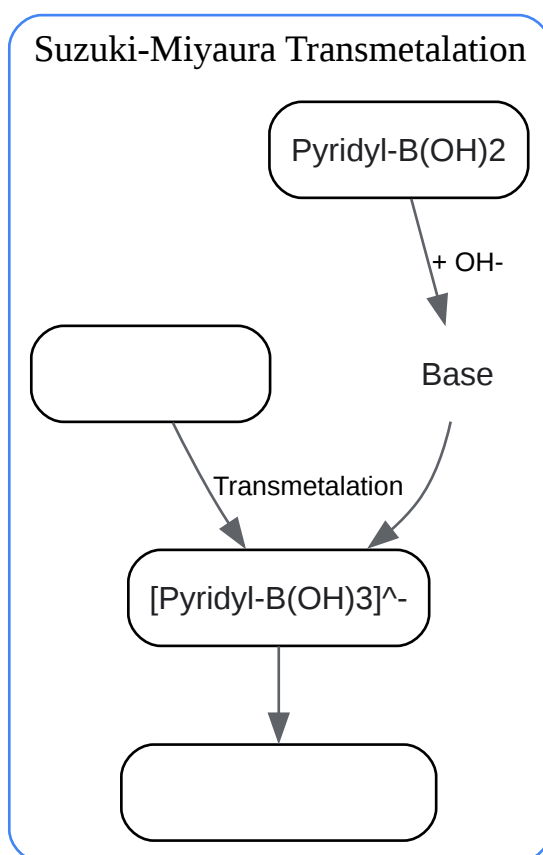 Suzuki-Miyaura Transmetalation
Pyridyl-B(OH)2
+ OH-
Base
Transmetalation
[Pyridyl-B(OH)3]^-